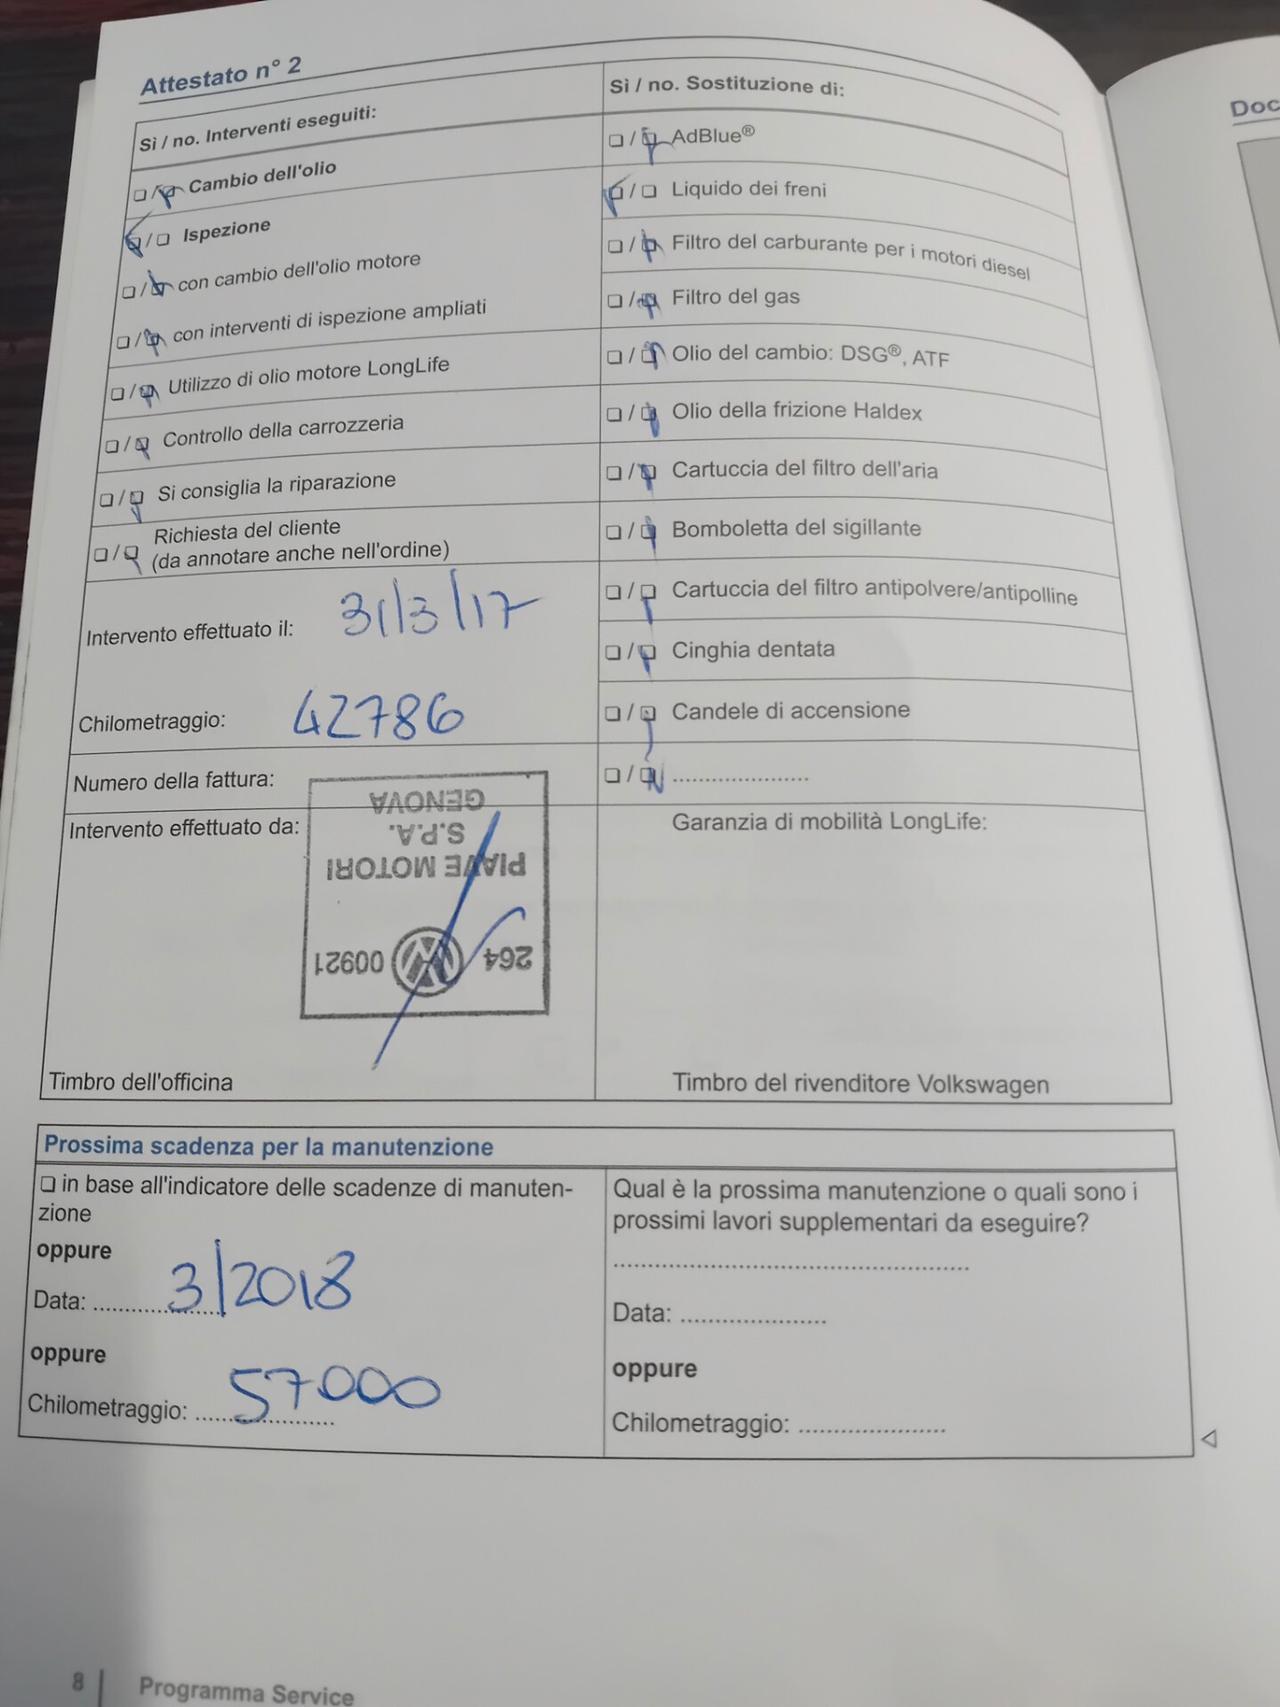 Attestato n° 2
Sì / no. Interventi eseguiti:
❏ / ❏ Cambio dell'olio
❏ / ❏ Ispezione
❏ / ❏ con cambio dell'olio motore
❏ / ❏ con interventi di ispezione ampliati
❏ / ❏ Utilizzo di olio motore LongLife
❏ / ❏ Controllo della carrozzeria
❏ / ❏ Si consiglia la riparazione
❏ / ❏ Richiesta del cliente
(da annotare anche nell'ordine)
Intervento effettuato il: 31/3/17
Chilometraggio: 42786
Numero della fattura:
Intervento effettuato da:
264 00921
PIAVE MOTORI
S.P.A.
GENOVA
Timbro dell'officina
Sì / no. Sostituzione di:
❏ / ❏ AdBlue®
❏ / ❏ Liquido dei freni
❏ / ❏ Filtro del carburante per i motori diesel
❏ / ❏ Filtro del gas
❏ / ❏ Olio del cambio: DSG®, ATF
❏ / ❏ Olio della frizione Haldex
❏ / ❏ Cartuccia del filtro dell'aria
❏ / ❏ Bomboletta del sigillante
❏ / ❏ Cartuccia del filtro antipolvere/antipolline
❏ / ❏ Cinghia dentata
❏ / ❏ Candele di accensione
❏ / ❏ .....................
Garanzia di mobilità LongLife:
Timbro del rivenditore Volkswagen
Prossima scadenza per la manutenzione
❏ in base all'indicatore delle scadenze di manuten-
zione
oppure
Data: ..................... 3/2018
oppure
Chilometraggio: ..................... 57000
Qual è la prossima manutenzione o quali sono i
prossimi lavori supplementari da eseguire?
...................................................
Data: .....................
oppure
Chilometraggio: .....................
8 Programma Service
Doc